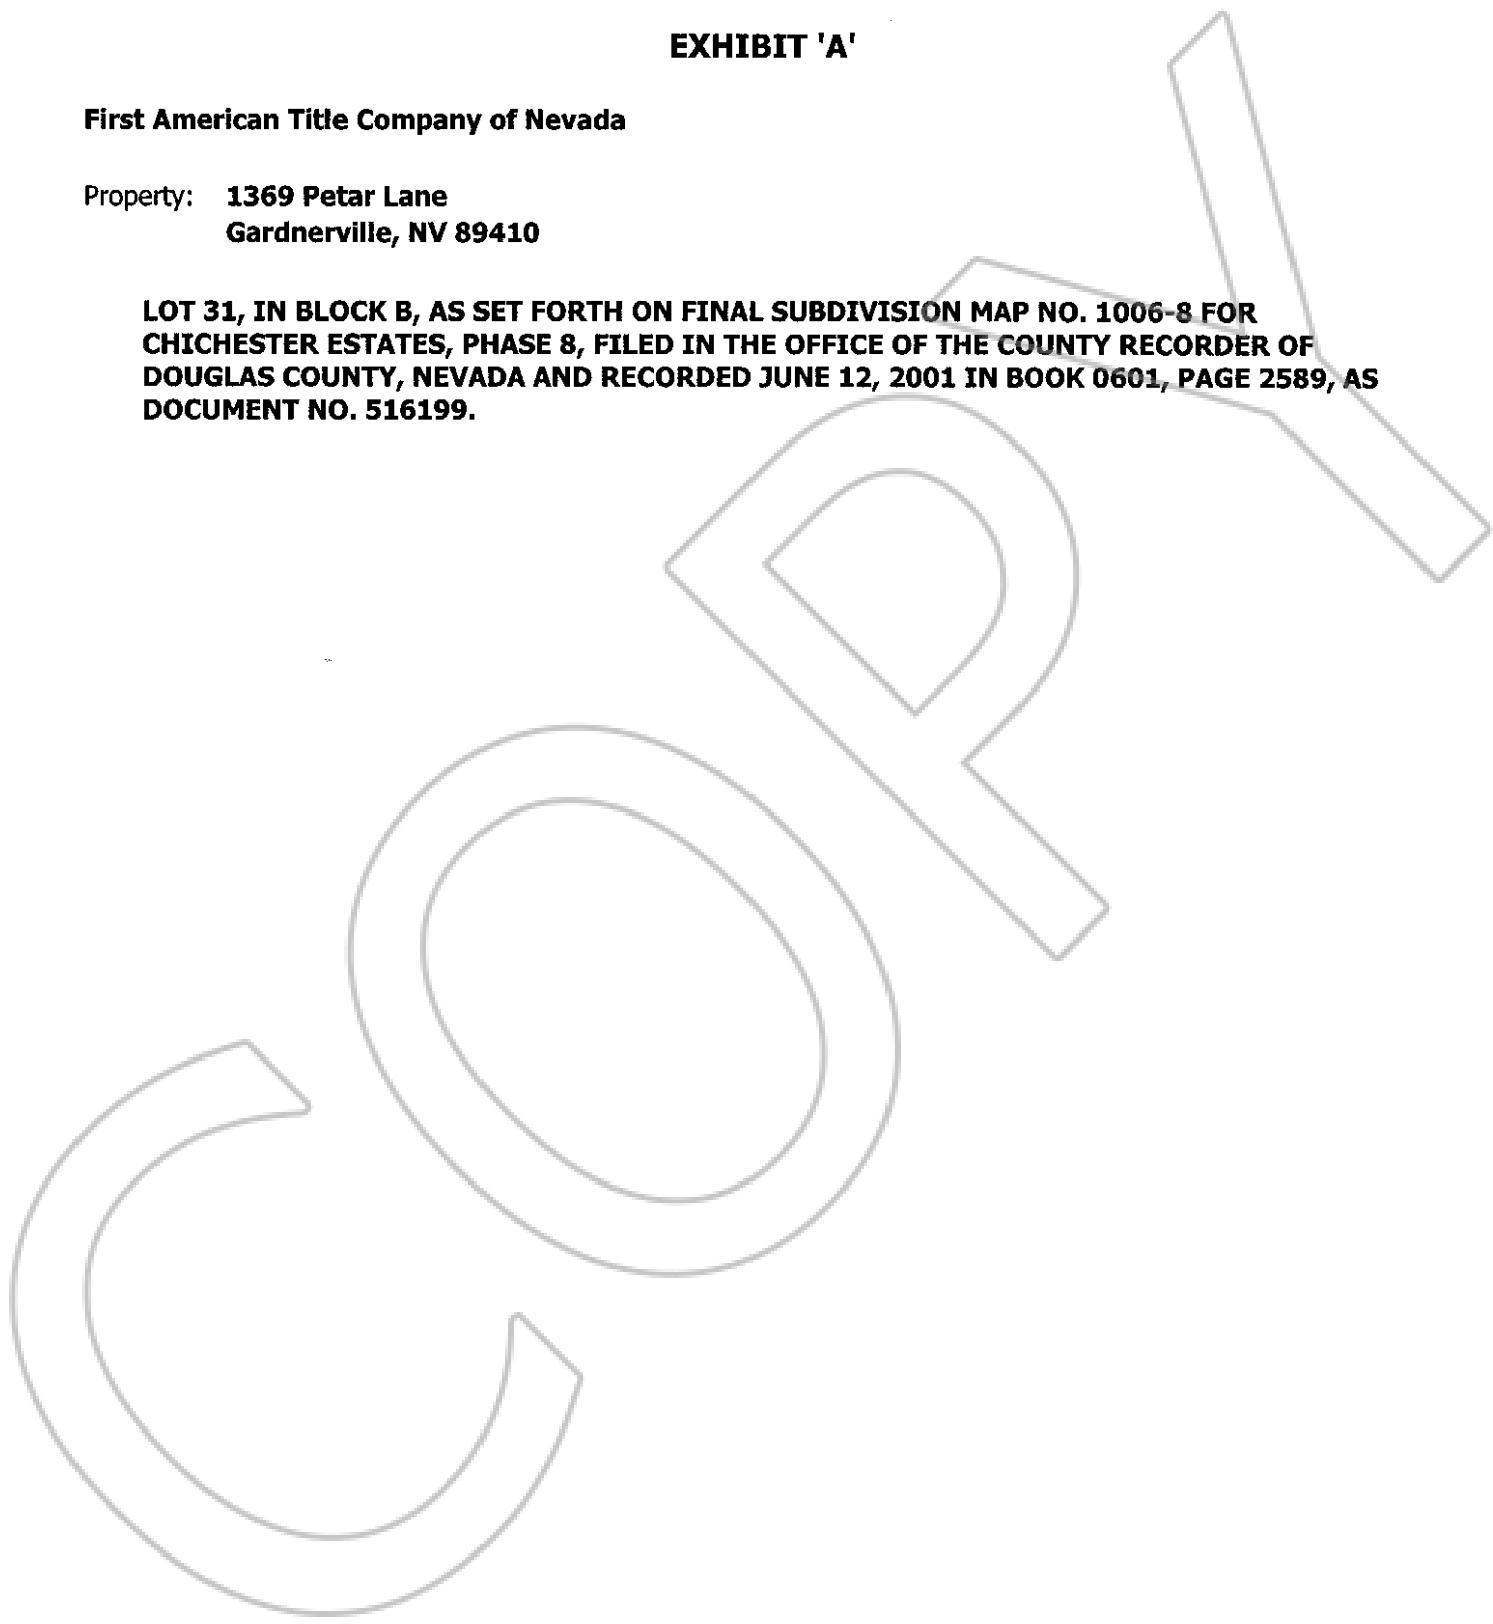 EXHIBIT 'A'
First American Title Company of Nevada
Property: 1369 Petar Lane
Gardnerville, NV 89410
LOT 31, IN BLOCK B, AS SET FORTH ON FINAL SUBDIVISION MAP NO. 1006-8 FOR
CHICHESTER ESTATES, PHASE 8, FILED IN THE OFFICE OF THE COUNTY RECORDER OF
DOUGLAS COUNTY, NEVADA AND RECORDED JUNE 12, 2001 IN BOOK 0601, PAGE 2589, AS
DOCUMENT NO. 516199.
COPY